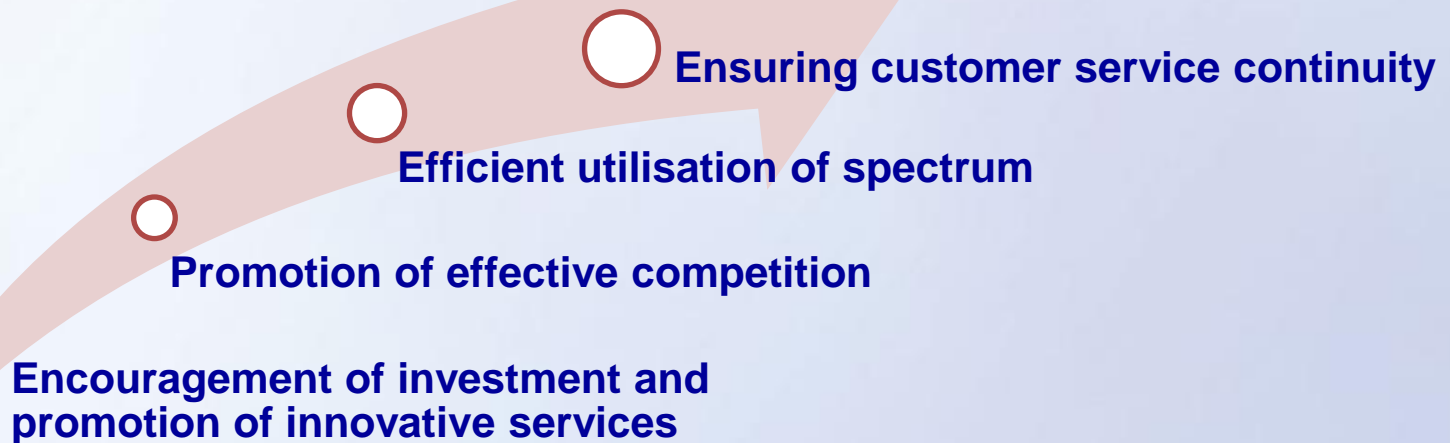 Ensuring customer service continuity
Efficient utilisation of spectrum
Promotion of effective competition
Encouragement of investment and
promotion of innovative services